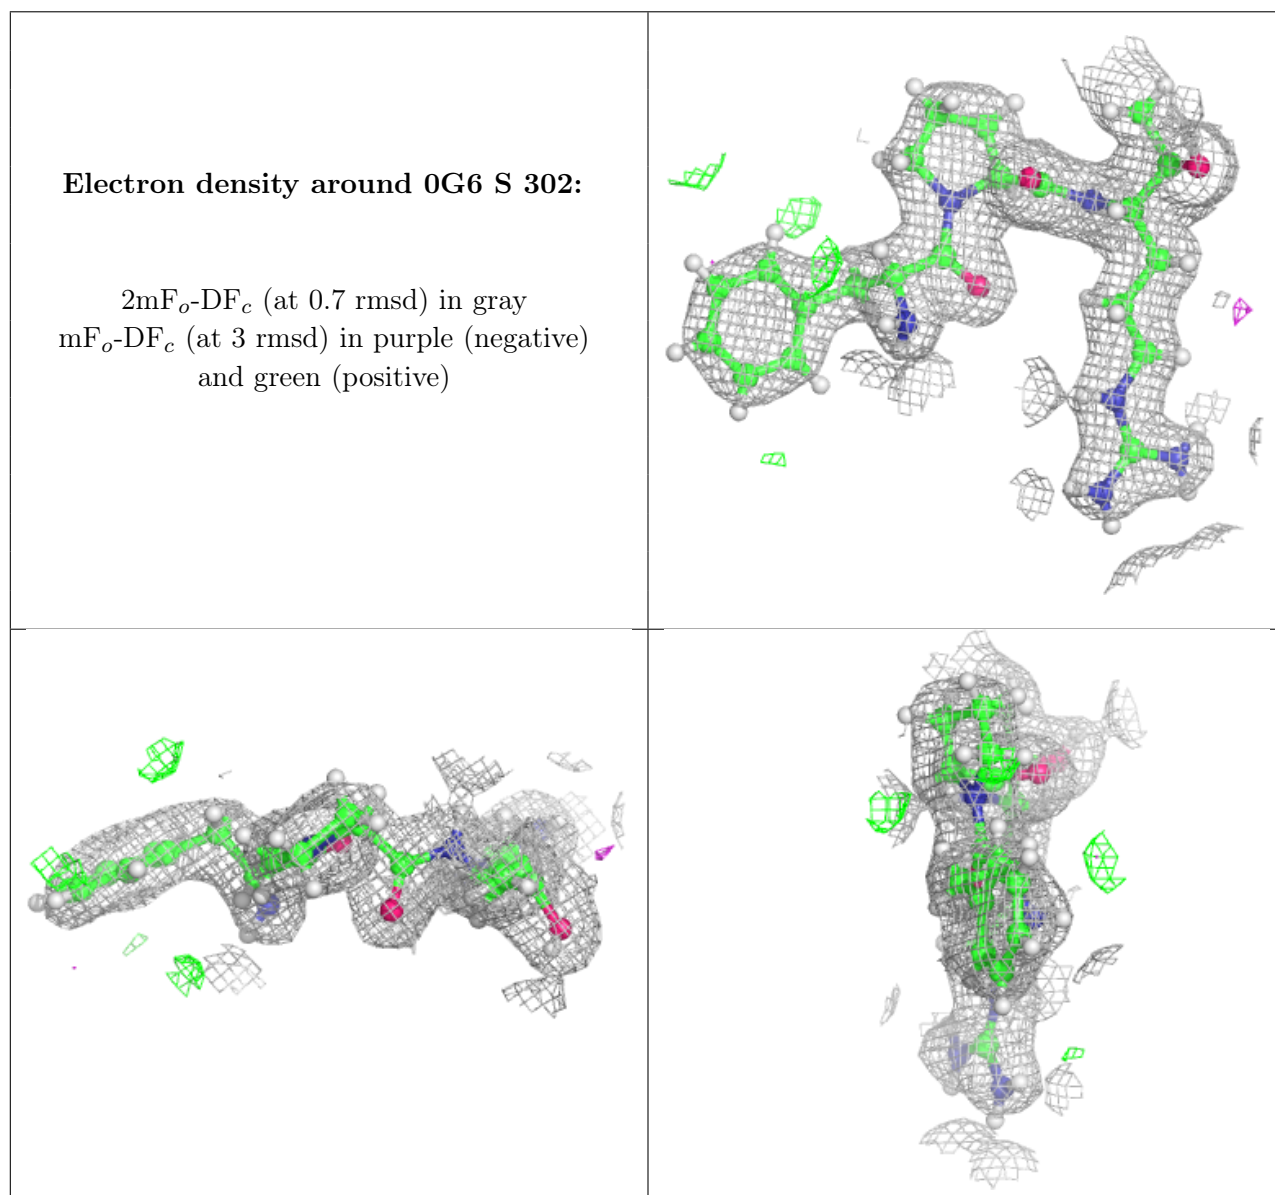 Electron density around 0G6 S 302:
2mFo-DFc (at 0.7 rmsd) in gray
mFo-DFc (at 3 rmsd) in purple (negative)
and green (positive)